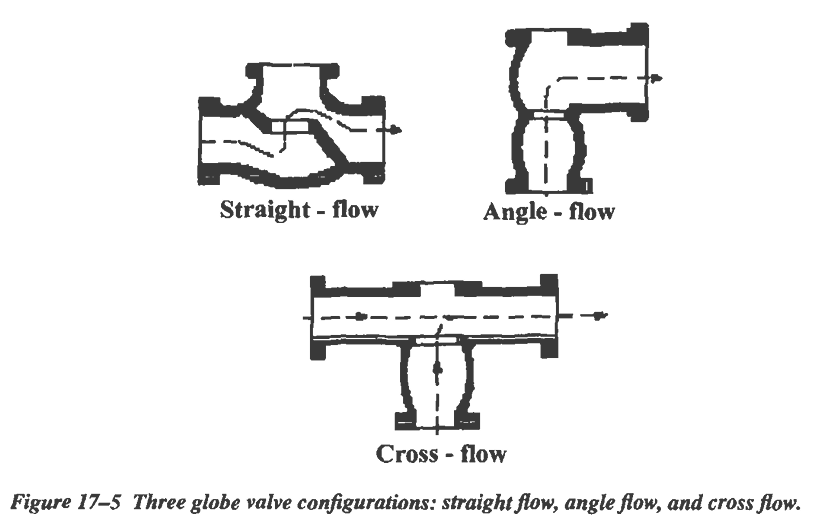 Straight - flow
Angle - flow
Cross - flow
Figure 17–5 Three globe valve configurations: straight flow, angle flow, and cross flow.